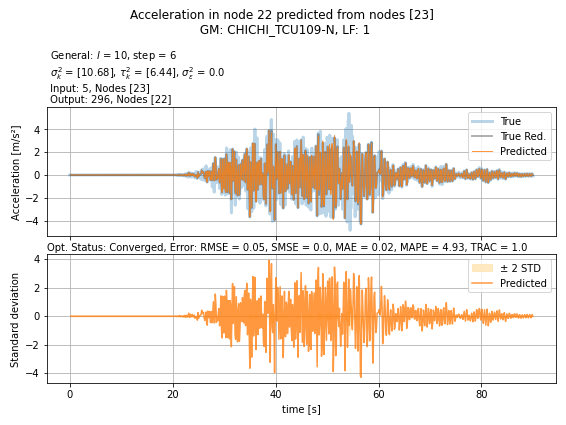 Acceleration in node 22 predicted from nodes [23]
GM: CHICHI_TCU109-N, LF: 1
General: l = 10, step = 6
σ²ₖ = [10.68], τ²ₖ = [6.44], σ²ε = 0.0
Input: 5, Nodes [23]
Output: 296, Nodes [22]
Acceleration [m/s²]
4
2
0
−2
−4
True
True Red.
Predicted
Opt. Status: Converged, Error: RMSE = 0.05, SMSE = 0.0, MAE = 0.02, MAPE = 4.93, TRAC = 1.0
Standard deviation
4
2
0
−2
−4
± 2 STD
Predicted
0 20 40 60 80
time [s]